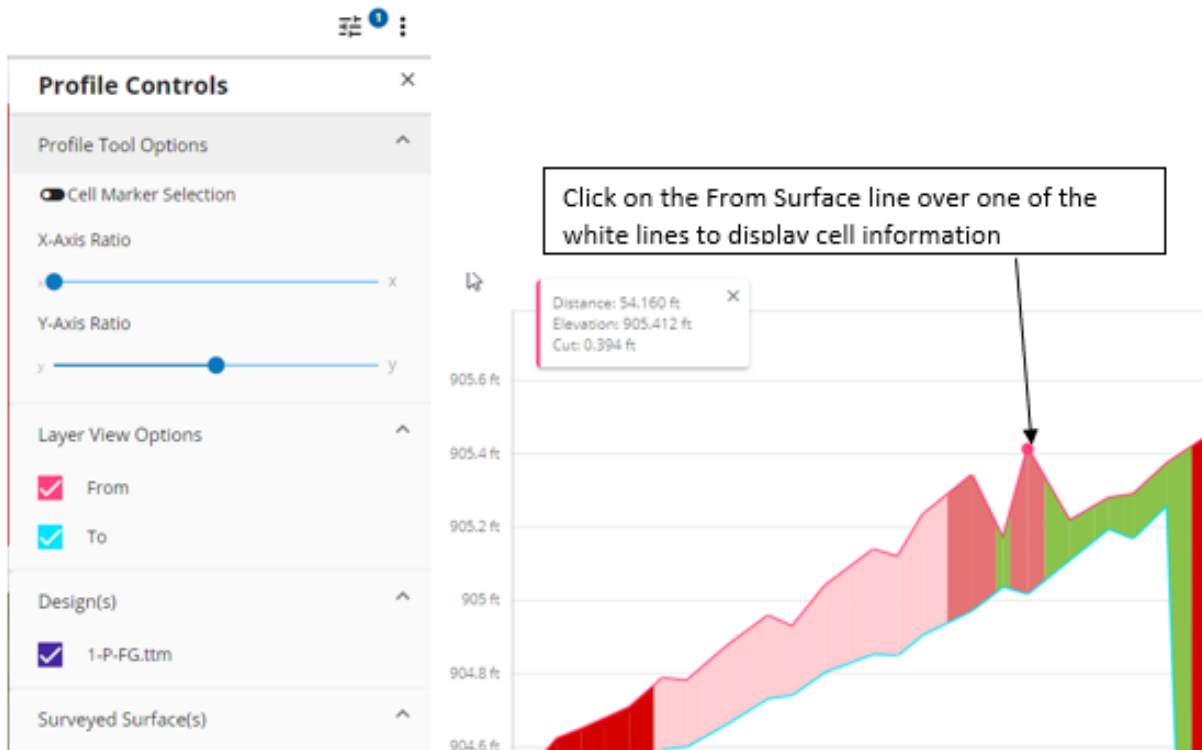 1
Profile Controls
Profile Tool Options
Cell Marker Selection
X-Axis Ratio
x
X
Y-Axis Ratio
y
y
Layer View Options
From
To
Design(s)
1-P-FG.ttm
Surveyed Surface(s)
Click on the From Surface line over one of the
white lines to display cell information
Distance: 54.160 ft
Elevation: 905.412 ft
Cut: 0.394 ft
905.6 ft
905.4 ft
905.2 ft
905 ft
904.8 ft
904.6 ft